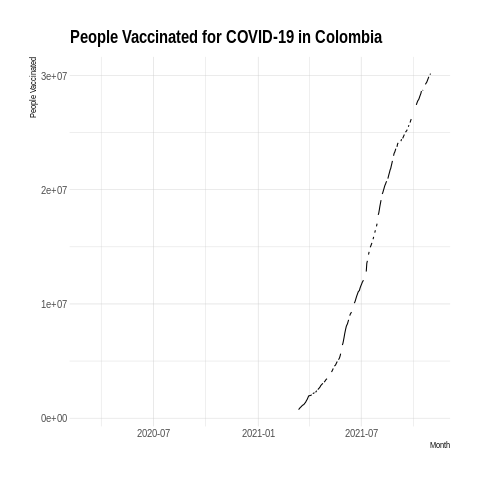 People Vaccinated for COVID-19 in Colombia
People Vaccinated
3e+07
2e+07
1e+07
0e+00
2020-07
2021-01
2021-07
Month